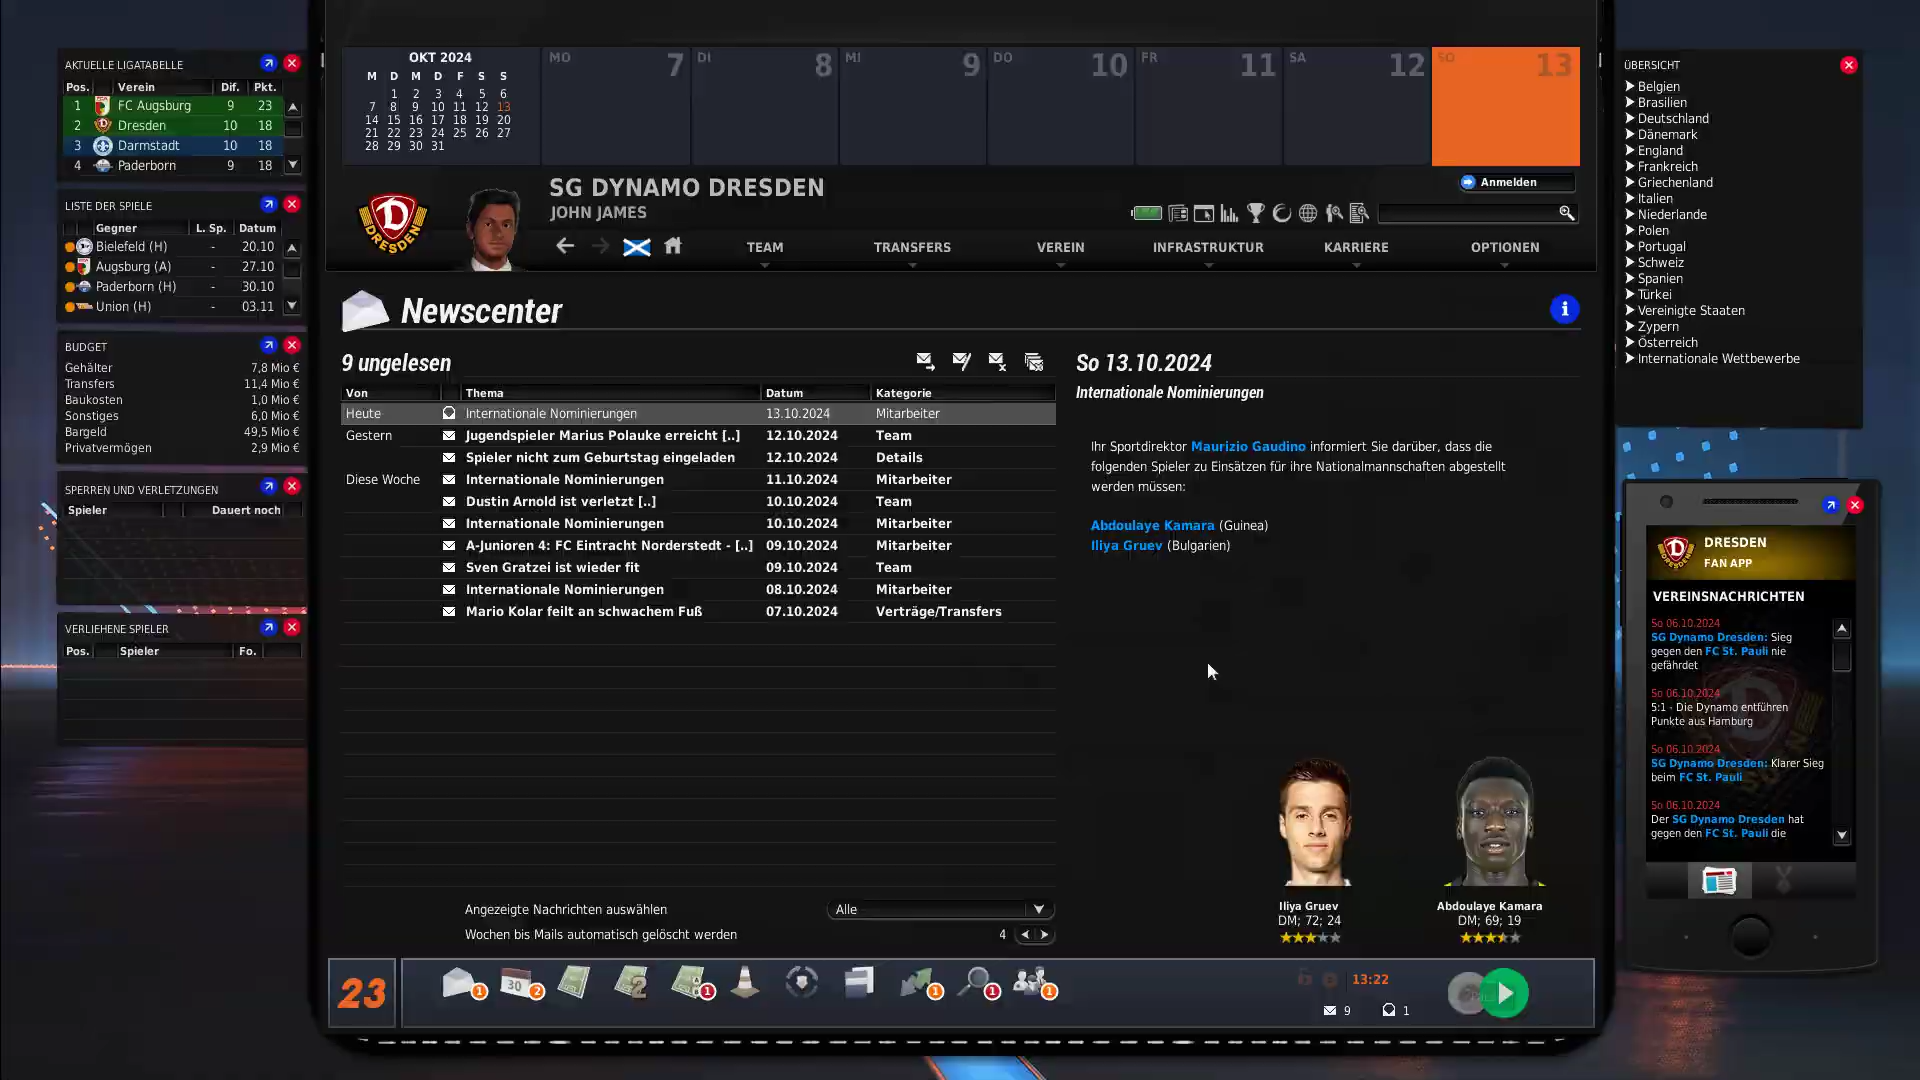 AKTUELLE LIGATABELLE
Pos. Verein Dif. Pkt.
1 FC Augsburg 9 23
2 Dresden 10 18
3 Darmstadt 10 18
4 Paderborn 9 18
LISTE DER SPIELE
Gegner L. Sp. Datum
Bielefeld (H) - 20.10
Augsburg (A) - 27.10
Paderborn (H) - 30.10
Union (H) - 03.11
BUDGET
Gehälter 7,8 Mio €
Transfers 11,4 Mio €
Baukosten 1,0 Mio €
Sonstiges 6,0 Mio €
Bargeld 49,5 Mio €
Privatvermögen 2,9 Mio €
SPERREN UND VERLETZUNGEN
Spieler Dauert noch
VERLIEHENE SPIELER
Pos. Spieler Fo.
OKT 2024
M D M D F S S
1 2 3 4 5 6
7 8 9 10 11 12 13
14 15 16 17 18 19 20
21 22 23 24 25 26 27
28 29 30 31
MO 7 DI 8 MI 9 DO 10 FR 11 SA 12 SO 13
SG DYNAMO DRESDEN
JOHN JAMES
Anmelden
D
DRESDEN
TEAM TRANSFERS VEREIN INFRASTRUKTUR KARRIERE OPTIONEN
Newscenter
9 ungelesen
Von Thema Datum Kategorie
Heute Internationale Nominierungen 13.10.2024 Mitarbeiter
Gestern Jugendspieler Marius Polauke erreicht [..] 12.10.2024 Team
Spieler nicht zum Geburtstag eingeladen 12.10.2024 Details
Diese Woche Internationale Nominierungen 11.10.2024 Mitarbeiter
Dustin Arnold ist verletzt [..] 10.10.2024 Team
Internationale Nominierungen 10.10.2024 Mitarbeiter
A-Junioren 4: FC Eintracht Norderstedt - [..] 09.10.2024 Mitarbeiter
Sven Gratzei ist wieder fit 09.10.2024 Team
Internationale Nominierungen 08.10.2024 Mitarbeiter
Mario Kolar feilt an schwachem Fuß 07.10.2024 Verträge/Transfers
Angezeigte Nachrichten auswählen Alle
Wochen bis Mails automatisch gelöscht werden 4
So 13.10.2024
Internationale Nominierungen
Ihr Sportdirektor Maurizio Gaudino informiert Sie darüber, dass die
folgenden Spieler zu Einsätzen für ihre Nationalmannschaften abgestellt
werden müssen:
Abdoulaye Kamara (Guinea)
Iliya Gruev (Bulgarien)
Iliya Gruev
DM; 72; 24
Abdoulaye Kamara
DM; 69; 19
23
1
30 2
2
1
1
1
1
13:22
9 1
ÜBERSICHT
Belgien
Brasilien
Deutschland
Dänemark
England
Frankreich
Griechenland
Italien
Niederlande
Polen
Portugal
Schweiz
Spanien
Türkei
Vereinigte Staaten
Zypern
Österreich
Internationale Wettbewerbe
DRESDEN
FAN APP
VEREINSNACHRICHTEN
So 06.10.2024
SG Dynamo Dresden: Sieg
gegen den FC St. Pauli nie
gefährdet
So 06.10.2024
5:1 - Die Dynamo entführen
Punkte aus Hamburg
So 06.10.2024
SG Dynamo Dresden: Klarer Sieg
beim FC St. Pauli
So 06.10.2024
Der SG Dynamo Dresden hat
gegen den FC St. Pauli die